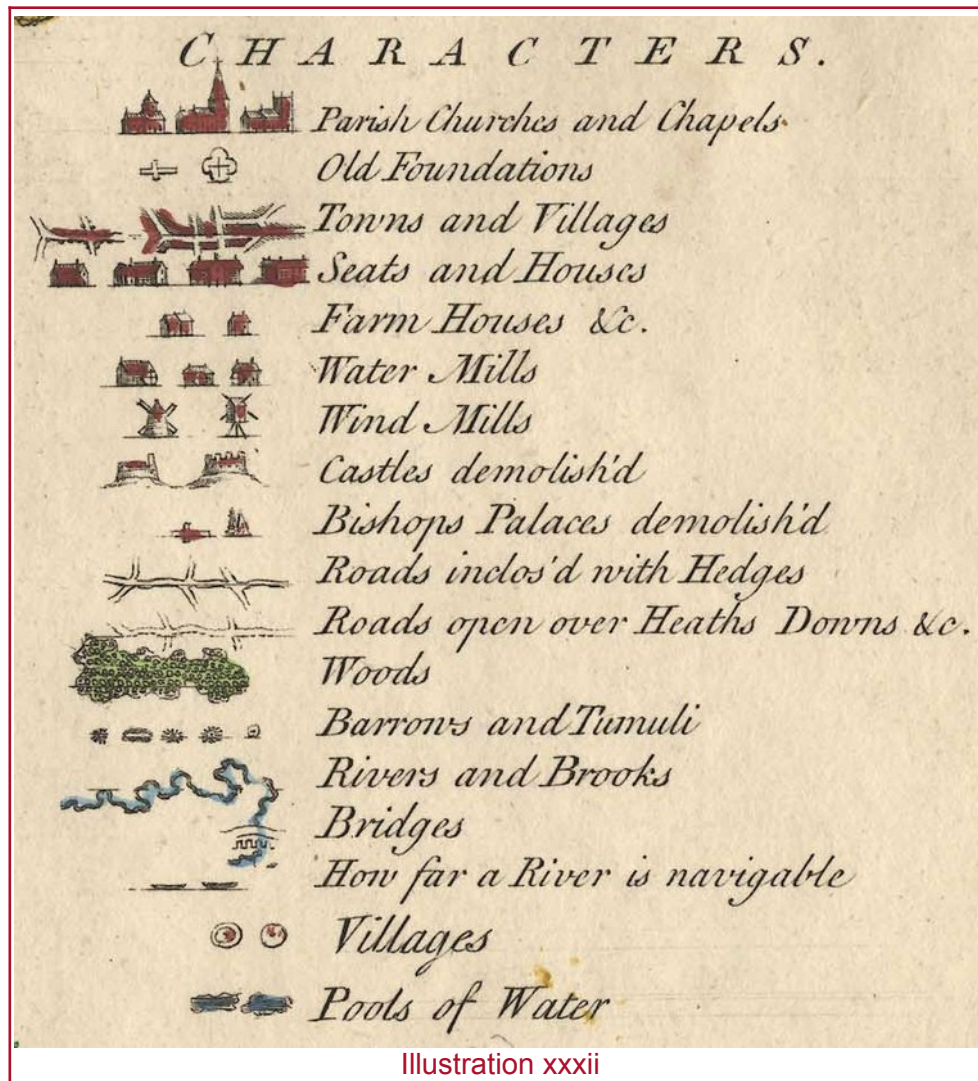 CHARACTERS.
Parish Churches and Chapels
Old Foundations
Towns and Villages
Seats and Houses
Farm Houses &c.
Water Mills
Wind Mills
Castles demolish'd
Bishops Palaces demolish'd
Roads inclos'd with Hedges
Roads open over Heaths Downs &c.
Woods
Barrows and Tumuli
Rivers and Brooks
Bridges
How far a River is navigable
Villages
Pools of Water
Illustration xxxii